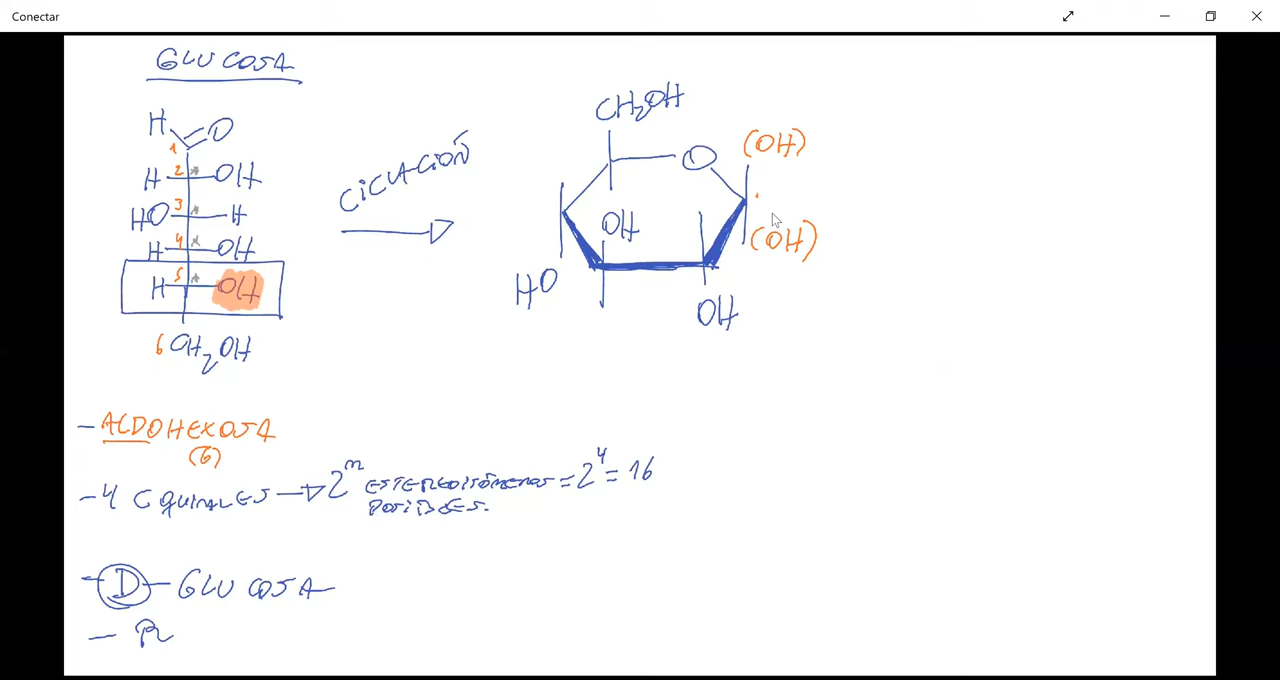 Conectar
GLUCOSA
H
O
1
H 2 * OH
HO 3 * H
H 4 * OH
H 5 * OH
6 CH2OH
CICLACIÓN
CH2OH
O
(OH)
OH
(OH)
HO
OH
- ALDOHEXOSA
(6)
- 4 C QUIRALES → 2^n ESTEREOISÓMEROS = 2^4 = 16
POSIBLES.
- D - GLUCOSA